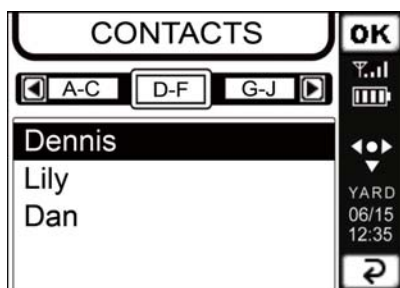 CONTACTS
OK
A-C D-F G-J
Dennis
Lily
Dan
YARD
06/15
12:35